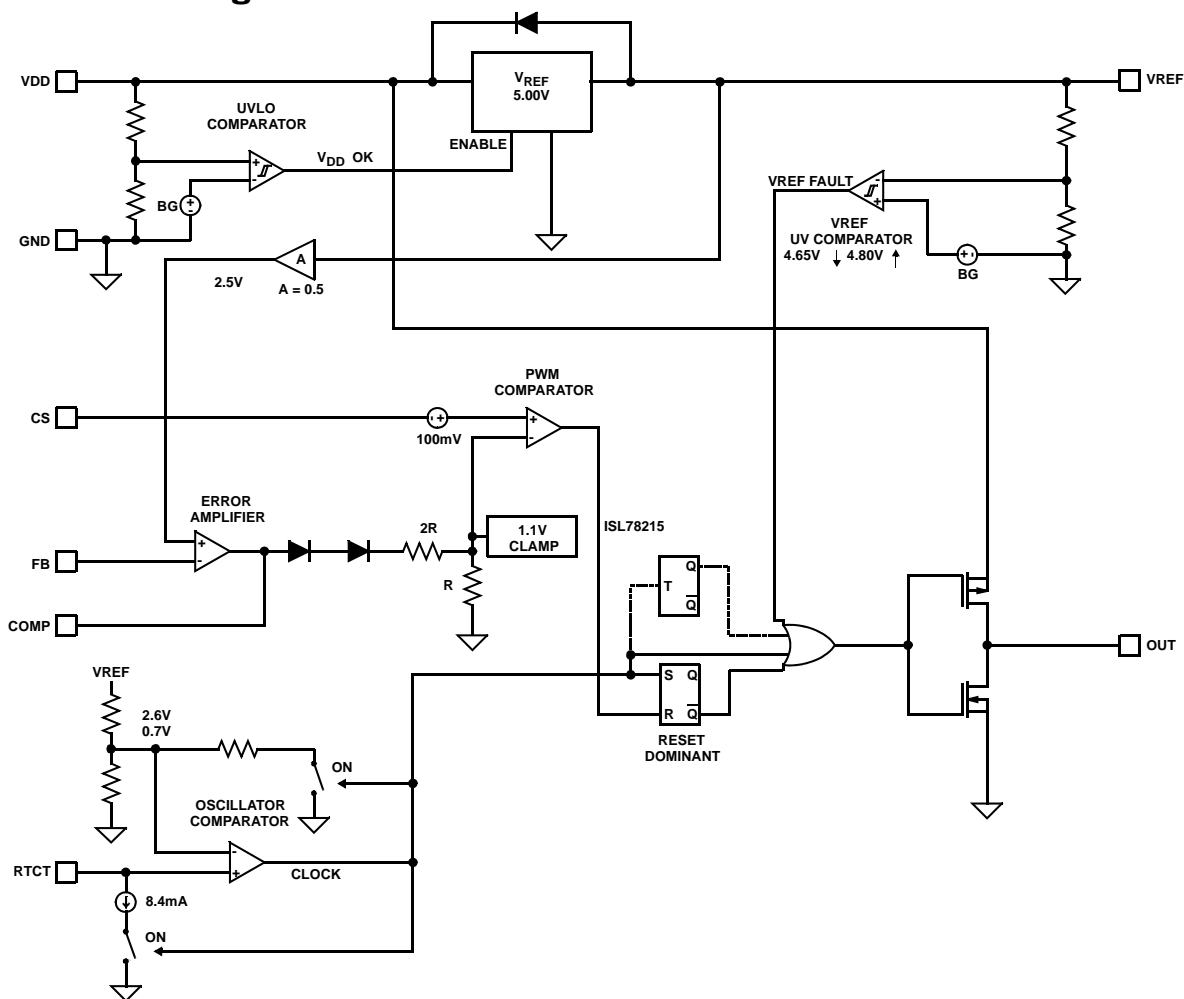 g
VDD
UVLO
COMPARATOR
VREF
5.00V
VREF
ENABLE
VDD OK
+
-
BG
+
-
GND
VREF FAULT
-
+
VREF
UV COMPARATOR
4.65V ↓ 4.80V ↑
+ -
BG
A
2.5V
A = 0.5
PWM
COMPARATOR
CS
- +
100mV
+
-
ERROR
AMPLIFIER
+
-
FB
2R
1.1V
CLAMP
ISL78215
R
COMP
Q
T
Q
OUT
S Q
R Q
RESET
DOMINANT
VREF
2.6V
0.7V
ON
OSCILLATOR
COMPARATOR
-
+
RTCT
CLOCK
8.4mA
ON